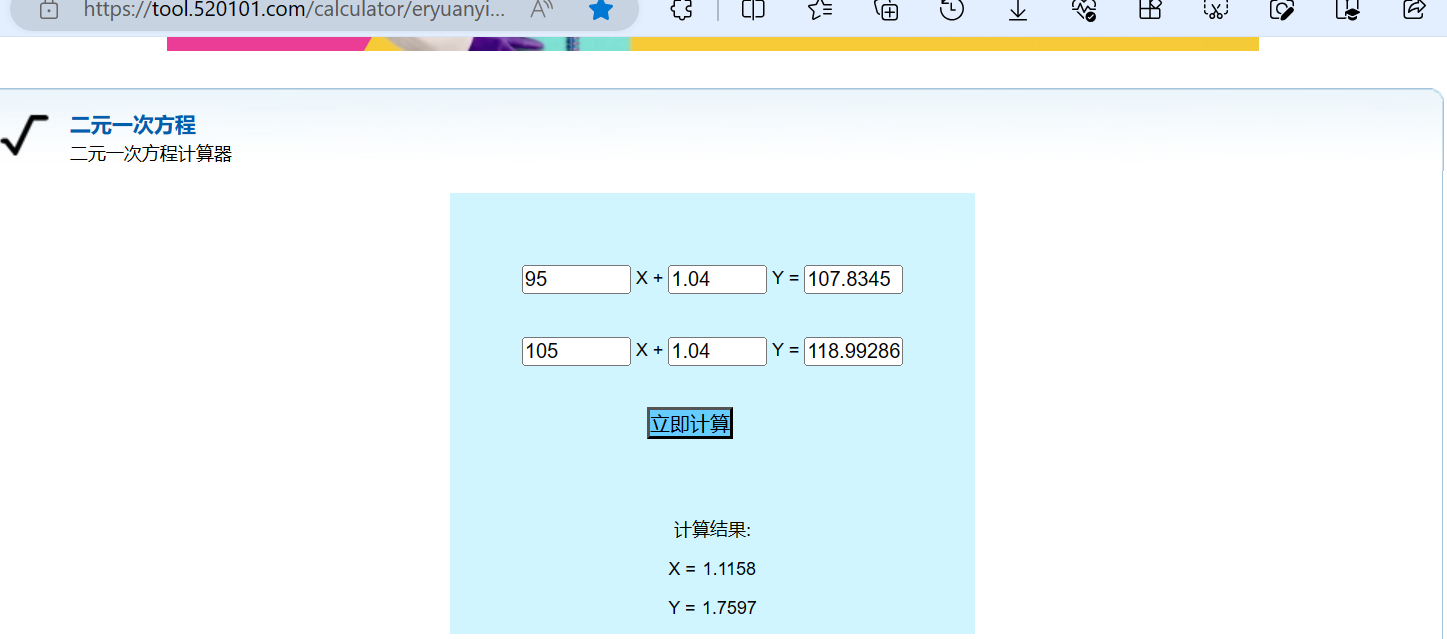 https://tool.520101.com/calculator/eryuanyi...
二元一次方程
二元一次方程计算器
95 X + 1.04 Y = 107.8345
105 X + 1.04 Y = 118.99286
立即计算
计算结果:
X = 1.1158
Y = 1.7597